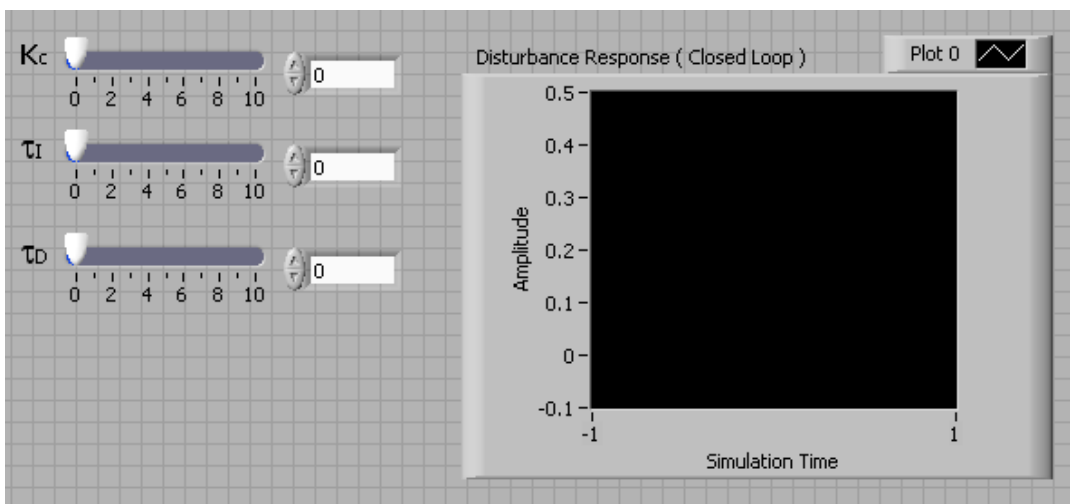 Kc
0 2 4 6 8 10
0
τI
0 2 4 6 8 10
0
τD
0 2 4 6 8 10
0
Disturbance Response ( Closed Loop )
Plot 0
Amplitude
0.5
0.4
0.3
0.2
0.1
0
-0.1
-1 1
Simulation Time